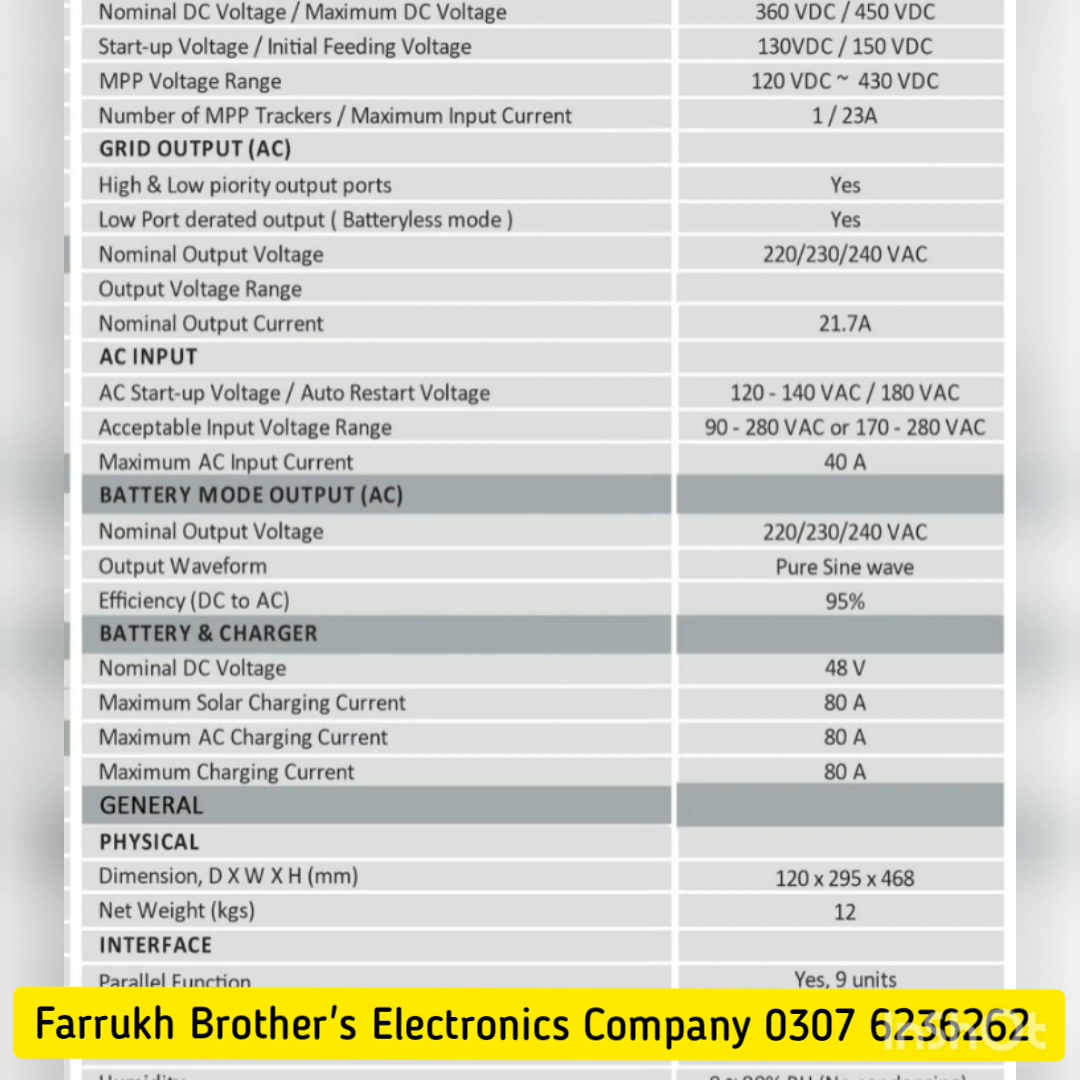 Nominal DC Voltage / Maximum DC Voltage 360 VDC / 450 VDC
Start-up Voltage / Initial Feeding Voltage 130VDC / 150 VDC
MPP Voltage Range 120 VDC ~ 430 VDC
Number of MPP Trackers / Maximum Input Current 1 / 23A
GRID OUTPUT (AC)
High & Low piority output ports Yes
Low Port derated output ( Batteryless mode ) Yes
Nominal Output Voltage 220/230/240 VAC
Output Voltage Range
Nominal Output Current 21.7A
AC INPUT
AC Start-up Voltage / Auto Restart Voltage 120 - 140 VAC / 180 VAC
Acceptable Input Voltage Range 90 - 280 VAC or 170 - 280 VAC
Maximum AC Input Current 40 A
BATTERY MODE OUTPUT (AC)
Nominal Output Voltage 220/230/240 VAC
Output Waveform Pure Sine wave
Efficiency (DC to AC) 95%
BATTERY & CHARGER
Nominal DC Voltage 48 V
Maximum Solar Charging Current 80 A
Maximum AC Charging Current 80 A
Maximum Charging Current 80 A
GENERAL
PHYSICAL
Dimension, D X W X H (mm) 120 x 295 x 468
Net Weight (kgs) 12
INTERFACE
Parallel Function Yes, 9 units
Farrukh Brother's Electronics Company 0307 6236262
InShOt